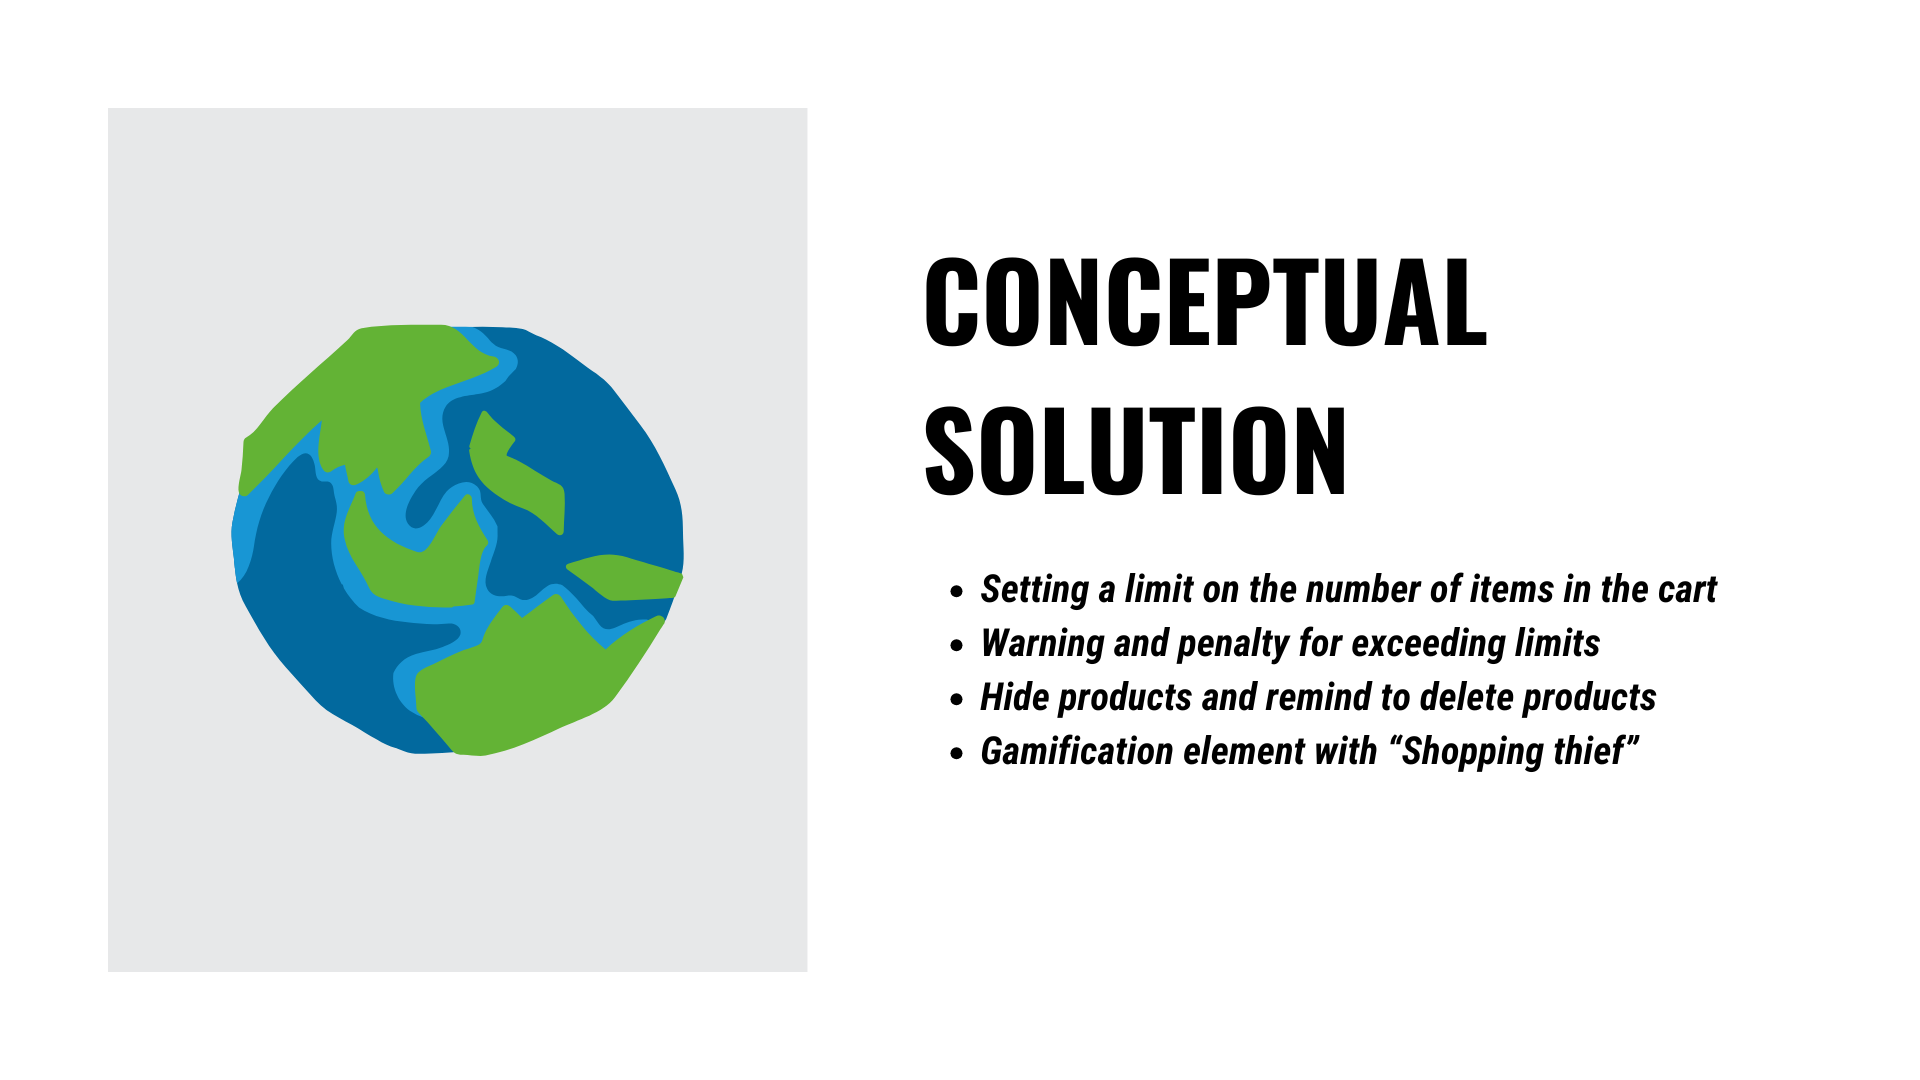 CONCEPTUAL
SOLUTION
• Setting a limit on the number of items in the cart
• Warning and penalty for exceeding limits
• Hide products and remind to delete products
• Gamification element with “Shopping thief”